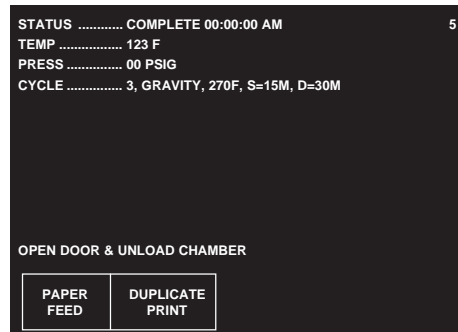 STATUS ............ COMPLETE 00:00:00 AM 5
TEMP ................. 123 F
PRESS ............... 00 PSIG
CYCLE ............... 3, GRAVITY, 270F, S=15M, D=30M
OPEN DOOR & UNLOAD CHAMBER
PAPER FEED
DUPLICATE PRINT